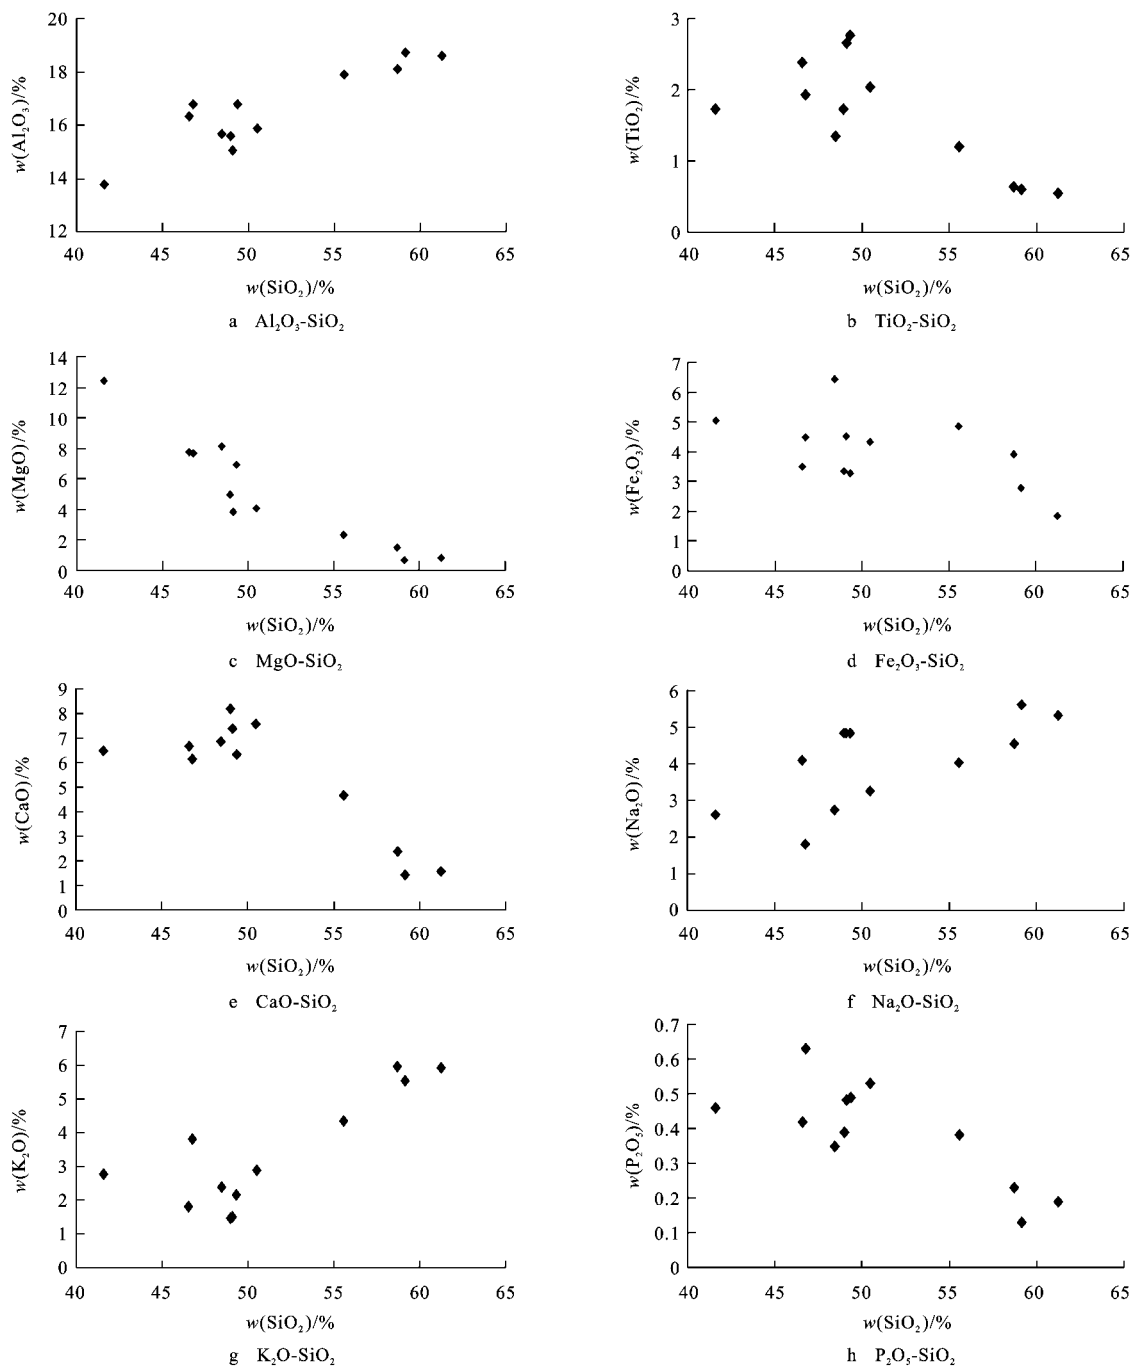 20
18
16
14
12
w(Al₂O₃)/%
40 45 50 55 60 65
w(SiO₂)/%
a Al₂O₃-SiO₂
3
2
1
0
w(TiO₂)/%
40 45 50 55 60 65
w(SiO₂)/%
b TiO₂-SiO₂
14
12
10
8
6
4
2
0
w(MgO)/%
40 45 50 55 60 65
w(SiO₂)/%
c MgO-SiO₂
7
6
5
4
3
2
1
0
w(Fe₂O₃)/%
40 45 50 55 60 65
w(SiO₂)/%
d Fe₂O₃-SiO₂
9
8
7
6
5
4
3
2
1
0
w(CaO)/%
40 45 50 55 60 65
w(SiO₂)/%
e CaO-SiO₂
6
5
4
3
2
1
0
w(Na₂O)/%
40 45 50 55 60 65
w(SiO₂)/%
f Na₂O-SiO₂
7
6
5
4
3
2
1
0
w(K₂O)/%
40 45 50 55 60 65
w(SiO₂)/%
g K₂O-SiO₂
0.7
0.6
0.5
0.4
0.3
0.2
0.1
0
w(P₂O₅)/%
40 45 50 55 60 65
w(SiO₂)/%
h P₂O₅-SiO₂